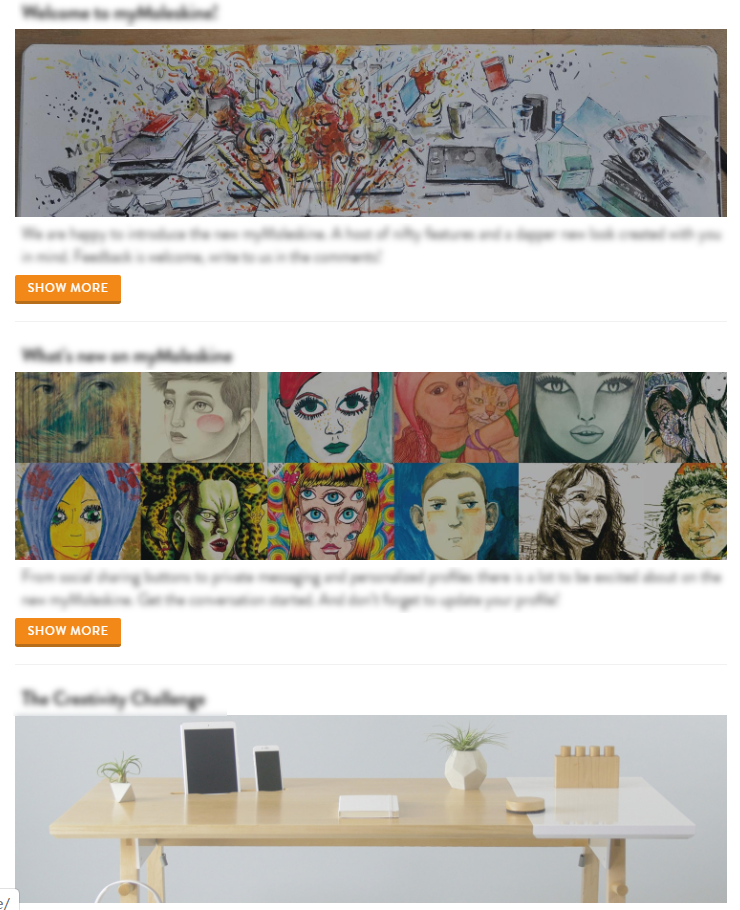 Welcome to myMoleskine!
MOLES
We are happy to introduce the new myMoleskine. A host of nifty features and a dapper new look created with you
in mind. Feedback is welcome, write to us in the comments!
SHOW MORE
What's new on myMoleskine
From social sharing buttons to private messaging and personalized profiles there is a lot to be excited about on the
new myMoleskine. Get the conversation started. And don't forget to update your profile!
SHOW MORE
The Creativity Challenge
e/